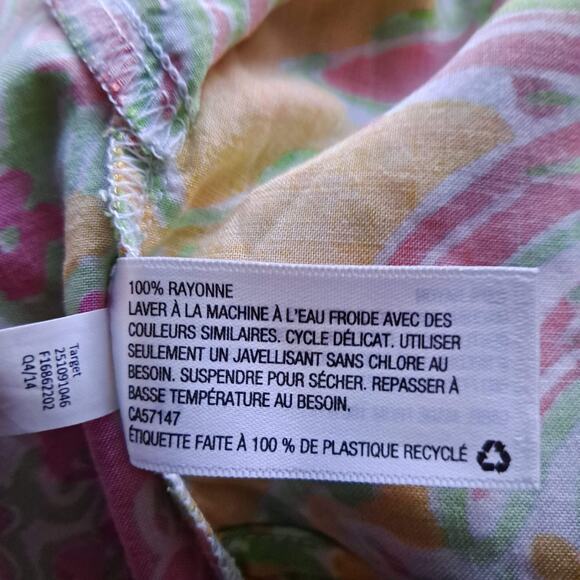 100% RAYONNE
LAVER À LA MACHINE À L'EAU FROIDE AVEC DES
COULEURS SIMILAIRES. CYCLE DÉLICAT. UTILISER
SEULEMENT UN JAVELLISANT SANS CHLORE AU
BESOIN. SUSPENDRE POUR SÉCHER. REPASSER À
BASSE TEMPÉRATURE AU BESOIN.
CA57147
ÉTIQUETTE FAITE À 100 % DE PLASTIQUE RECYCLÉ
Target
251091046
F16862202
Q4/14